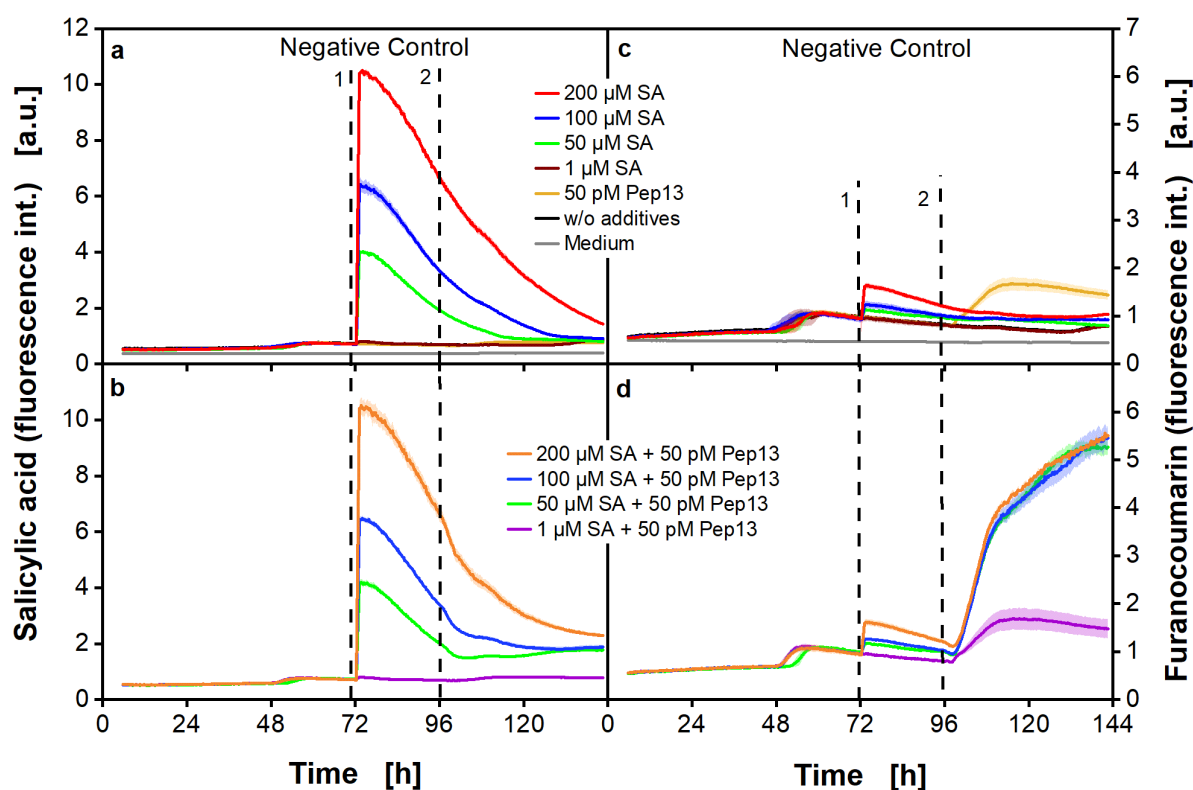 Salicylic acid (fluorescence int.) [a.u.]
12
10
8
6
4
2
0
a
Negative Control
1
2
200 µM SA
100 µM SA
50 µM SA
1 µM SA
50 pM Pep13
w/o additives
Medium
c
Negative Control
1
2
7
6
5
4
3
2
1
0
Furanocoumarin (fluorescence int.) [a.u.]
b
10
8
6
4
2
0
200 µM SA + 50 pM Pep13
100 µM SA + 50 pM Pep13
50 µM SA + 50 pM Pep13
1 µM SA + 50 pM Pep13
d
6
5
4
3
2
1
0
0 24 48 72 96 120
0 24 48 72 96 120 144
Time [h]
Time [h]